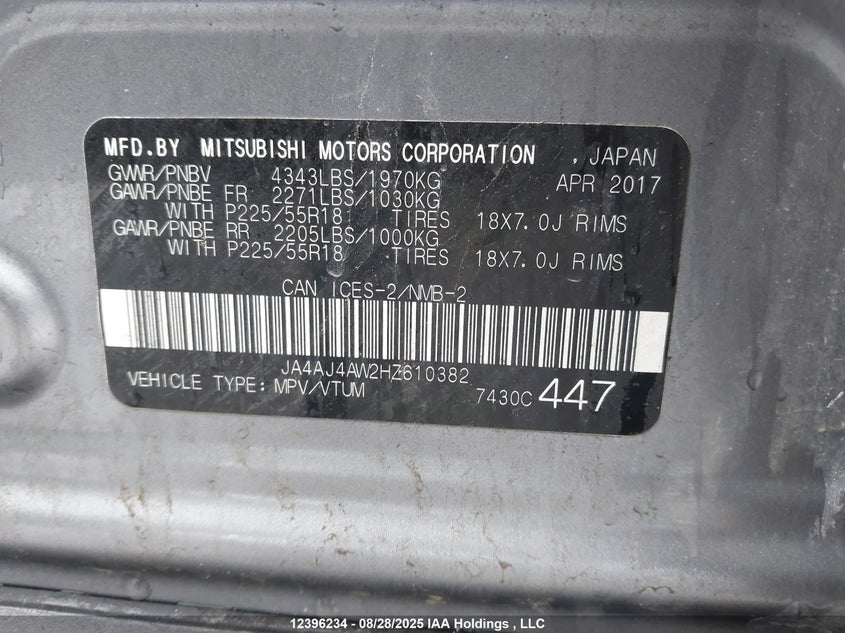 MFD.BY MITSUBISHI MOTORS CORPORATION , JAPAN
GVWR/PNBV 4343LBS/1970KG APR 2017
GAWR/PNBE FR 2271LBS/1030KG
WITH P225/55R18 TIRES 18X7.0J RIMS
GAWR/PNBE RR 2205LBS/1000KG
WITH P225/55R18 TIRES 18X7.0J RIMS
CAN ICES-2/NMB-2
JA4AJ4AW2HZ610382
VEHICLE TYPE: MPV/VTUM 7430C 447
12396234 - 08/28/2025 IAA Holdings , LLC